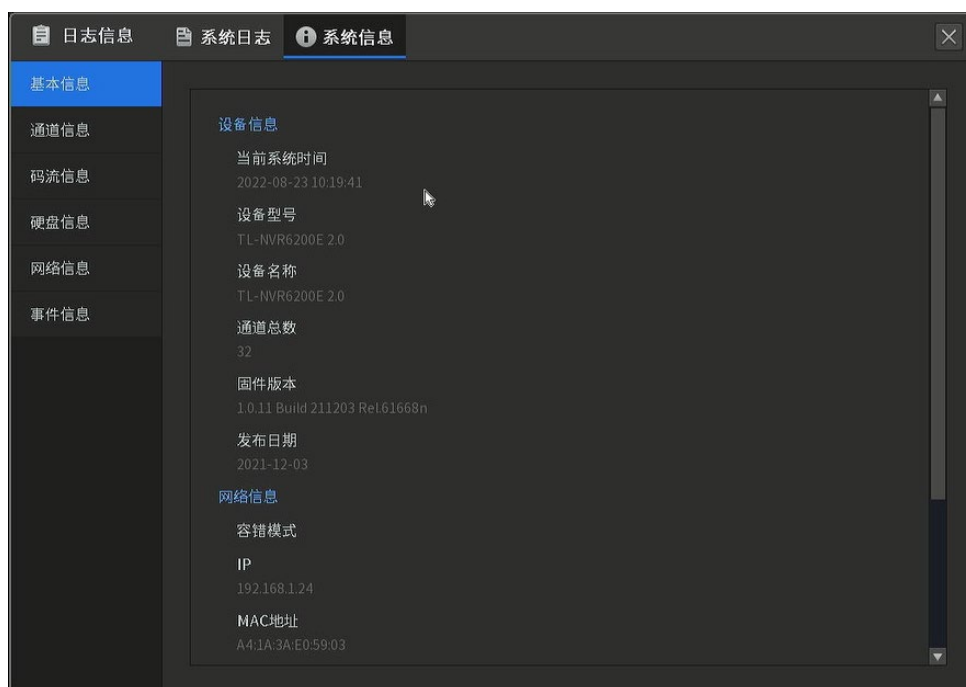 日志信息 系统日志 系统信息
基本信息
通道信息
码流信息
硬盘信息
网络信息
事件信息
设备信息
当前系统时间
2022-08-23 10:19:41
设备型号
TL-NVR6200E 2.0
设备名称
TL-NVR6200E 2.0
通道总数
32
固件版本
1.0.11 Build 211203 Rel.61668n
发布日期
2021-12-03
网络信息
容错模式
IP
192.168.1.24
MAC地址
A4:1A:3A:E0:59:03